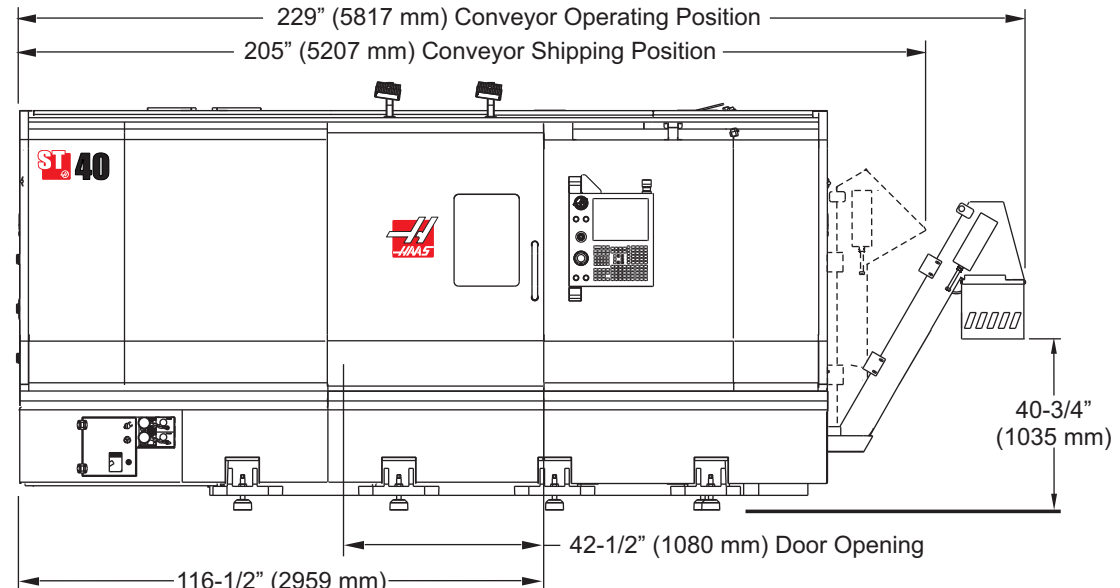 229” (5817 mm) Conveyor Operating Position
205” (5207 mm) Conveyor Shipping Position
ST 40
HAAS
40-3/4”
(1035 mm)
42-1/2” (1080 mm) Door Opening
116-1/2” (2959 mm)